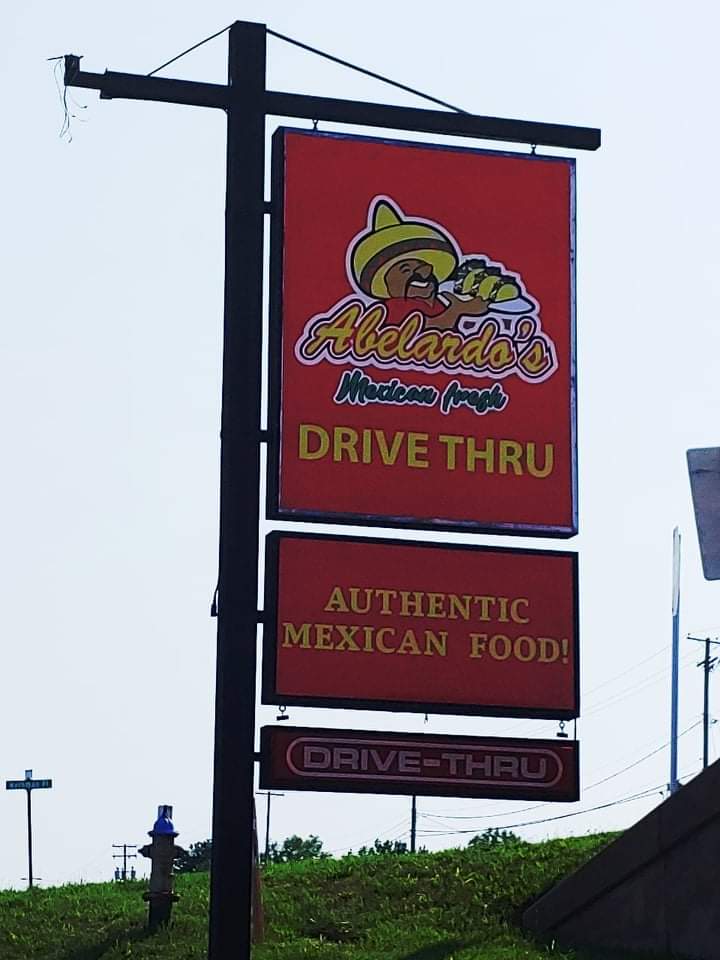 Abelardo's
Mexican fresh
DRIVE THRU
AUTHENTIC
MEXICAN FOOD!
DRIVE-THRU